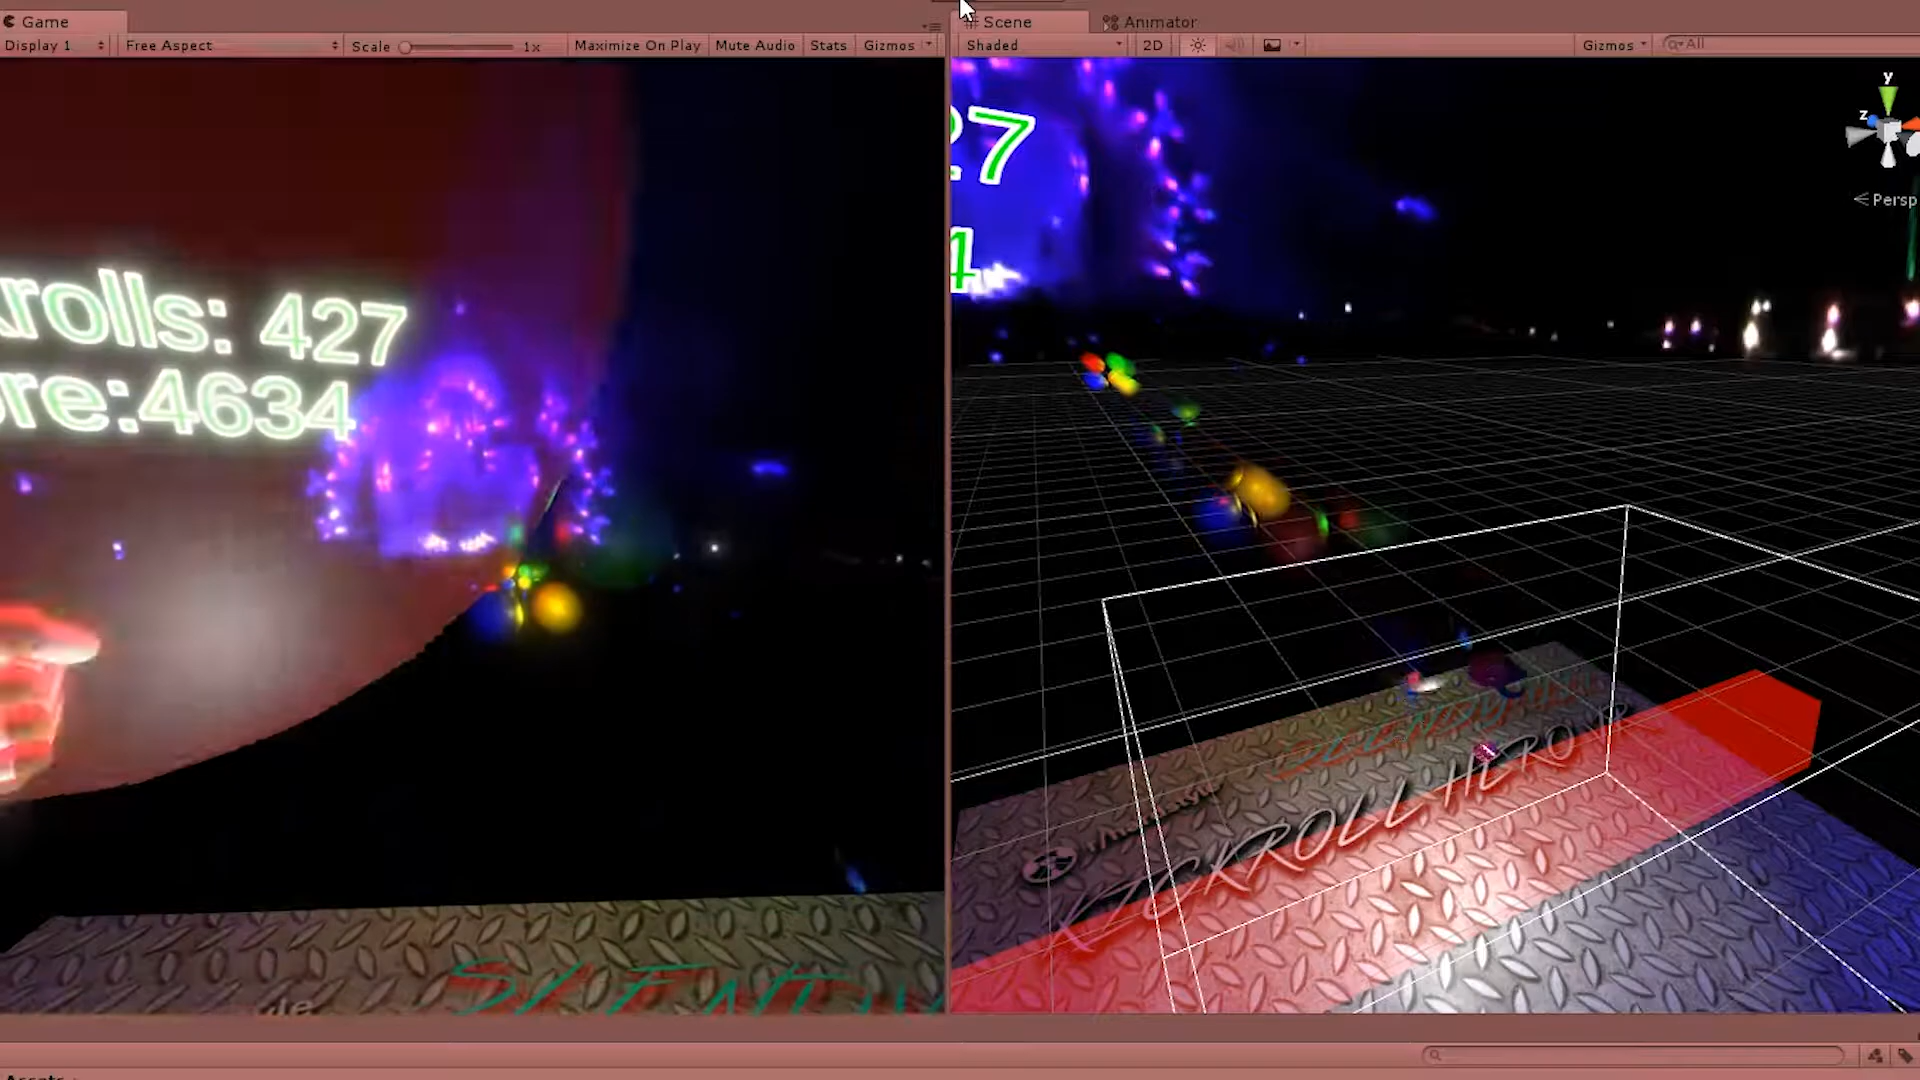 Game
Display 1
Free Aspect
Scale
1x
Maximize On Play
Mute Audio
Stats
Gizmos
rolls: 427
re:4634
Scene
Animator
Shaded
2D
Gizmos
All
y
z
Persp
27
4
KICKROLL HERO